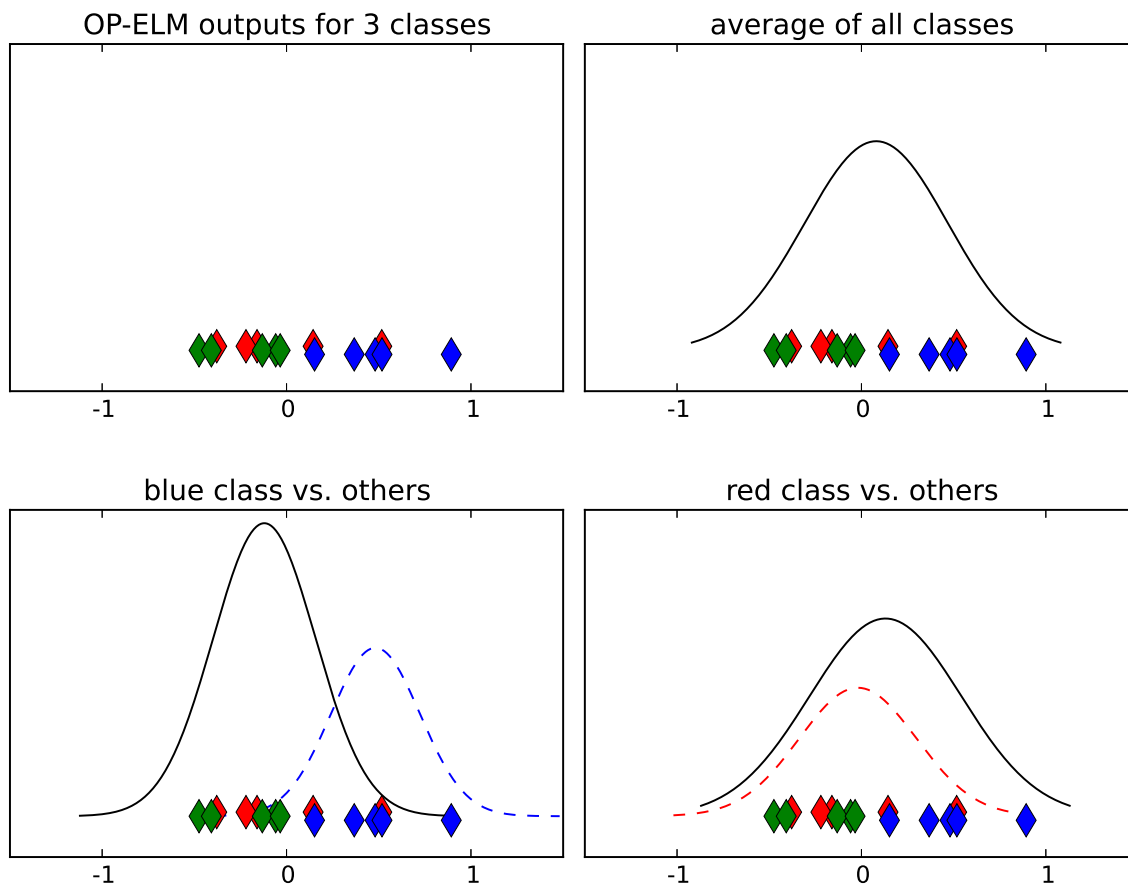 OP-ELM outputs for 3 classes
average of all classes
-1 0 1
-1 0 1
blue class vs. others
red class vs. others
-1 0 1
-1 0 1